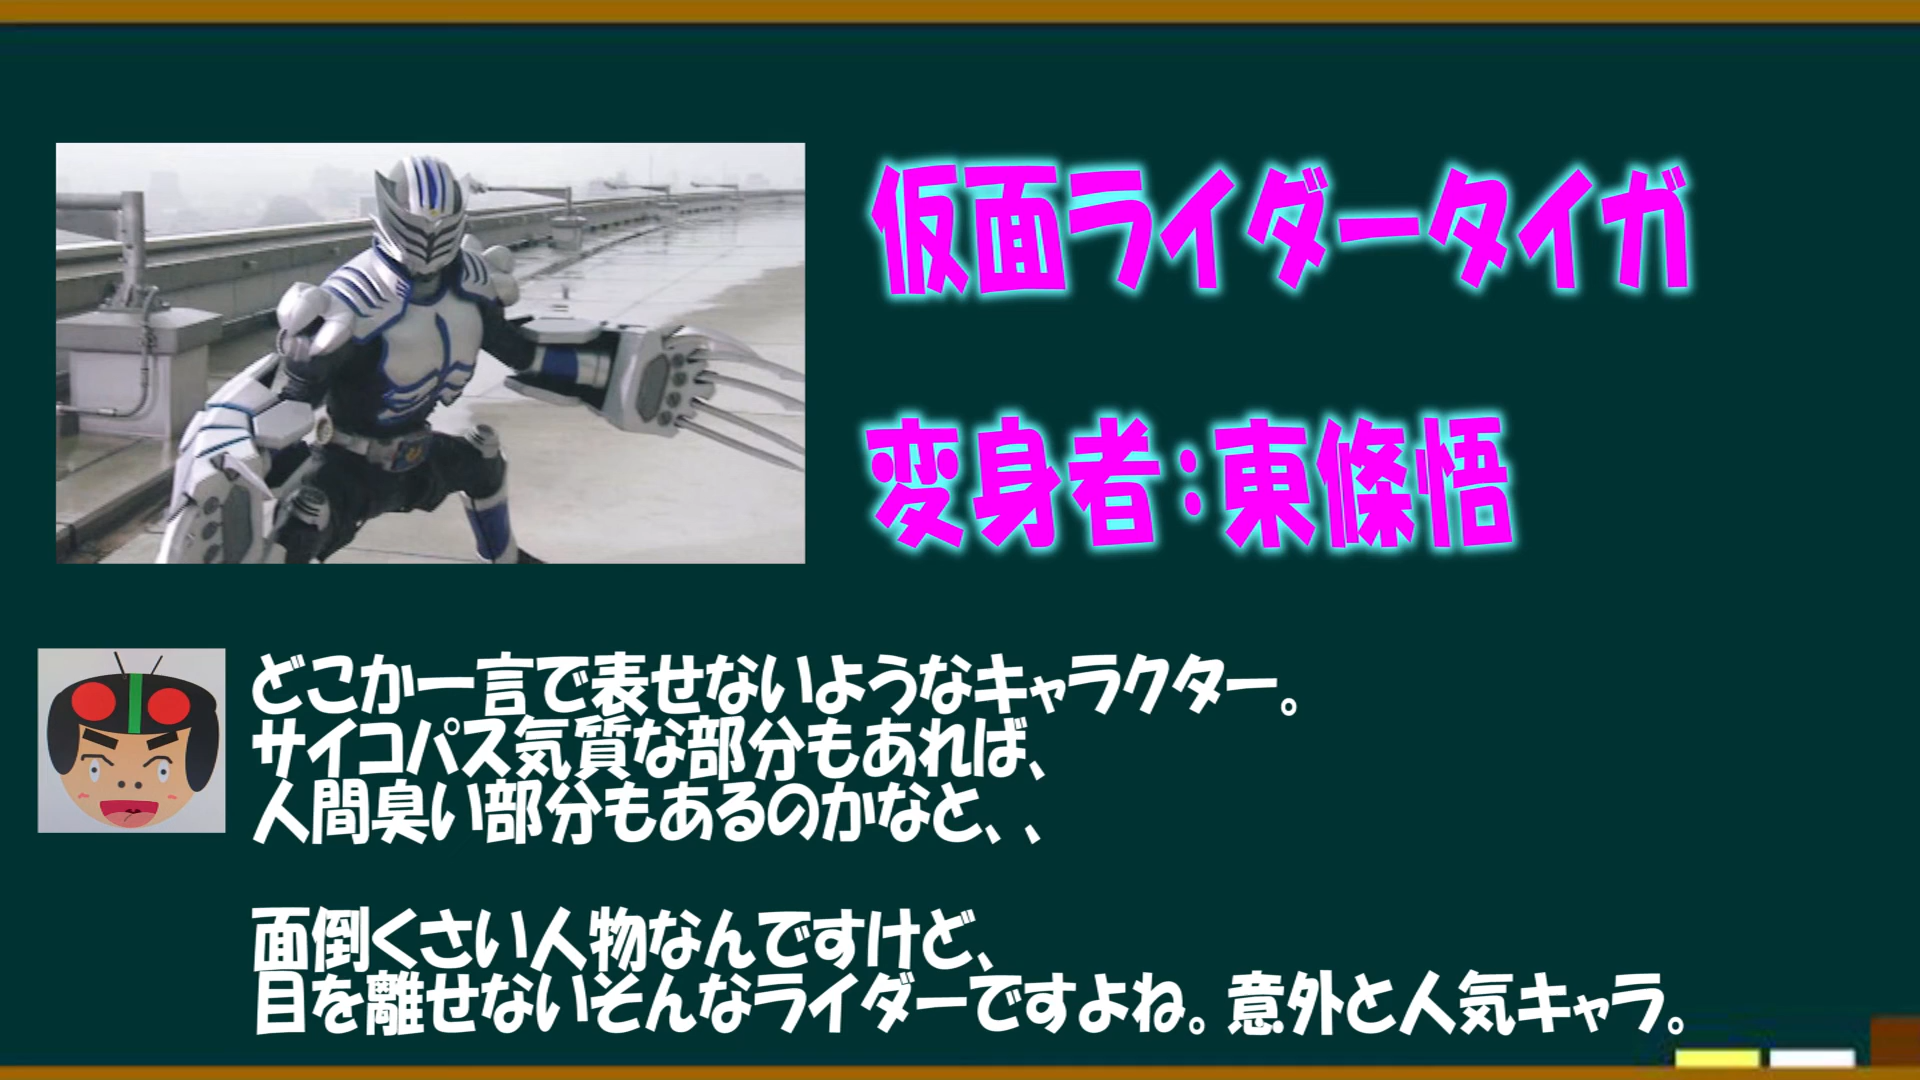 仮面ライダータイガ
変身者：東條悟
どこか一言で表せないようなキャラクター。
サイコパス気質な部分もあれば、
人間臭い部分もあるのかなと、、
面倒くさい人物なんですけど、
目を離せないそんなライダーですよね。意外と人気キャラ。